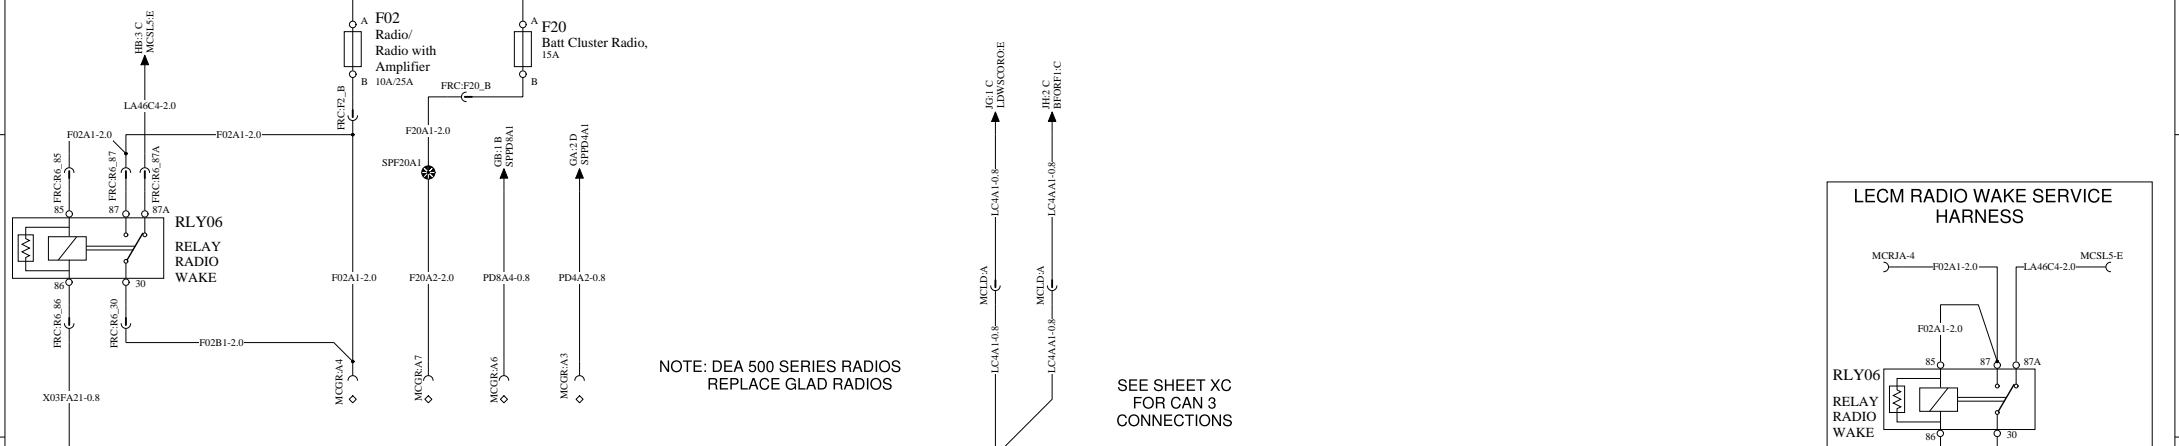 HB:3 C
MCSL5:E
LA46C4-2.0
F02A1-2.0
F02A1-2.0
FRC:R6_85
FRC:R6_87
FRC:R6_87A
85
87
87A
RLY06
RELAY
RADIO
WAKE
86
30
FRC:R6_86
FRC:R6_30
F02B1-2.0
X03FA21-0.8
A
F02
Radio/
Radio with
Amplifier
B
10A/25A
FRC:F2_B
F02A1-2.0
MCGR:A4
A
F20
Batt Cluster Radio,
15A
B
FRC:F20_B
F20A1-2.0
SPF20A1
F20A2-2.0
MCGR:A7
GB:1 B
SPPD8A1
PD8A4-0.8
MCGR:A6
GA:2 D
SPPD4A1
PD4A2-0.8
MCGR:A3
NOTE: DEA 500 SERIES RADIOS
REPLACE GLAD RADIOS
JG:1 C
LDWSCORO:E
LC4A1-0.8
MCLD:A
LC4A1-0.8
JH:2 C
BFORF1:C
LC4AA1-0.8
MCLD:A
LC4AA1-0.8
SEE SHEET XC
FOR CAN 3
CONNECTIONS
LECM RADIO WAKE SERVICE
HARNESS
MCRJA-4
F02A1-2.0
LA46C4-2.0
MCSL5-E
F02A1-2.0
85
87
87A
RLY06
RELAY
RADIO
WAKE
86
30